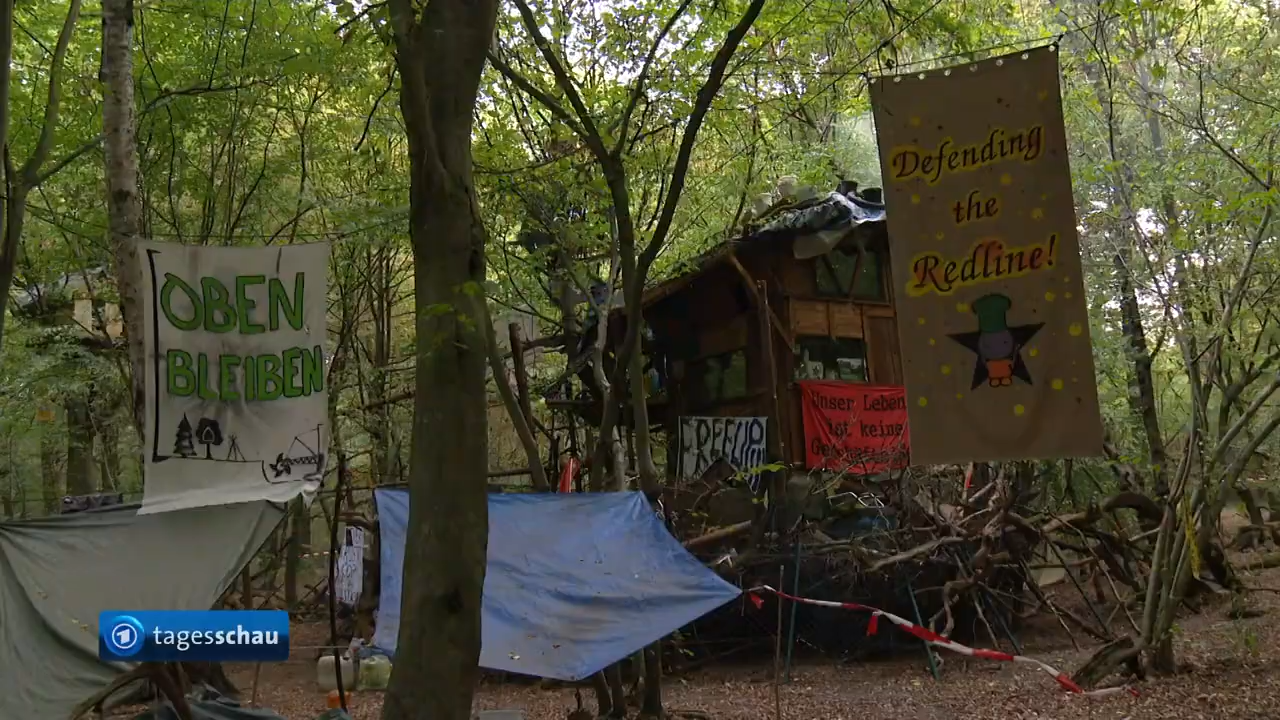 OBEN
BLEIBEN
Defending
the
Redline!
Unser Leben
ist keine
tagesschau